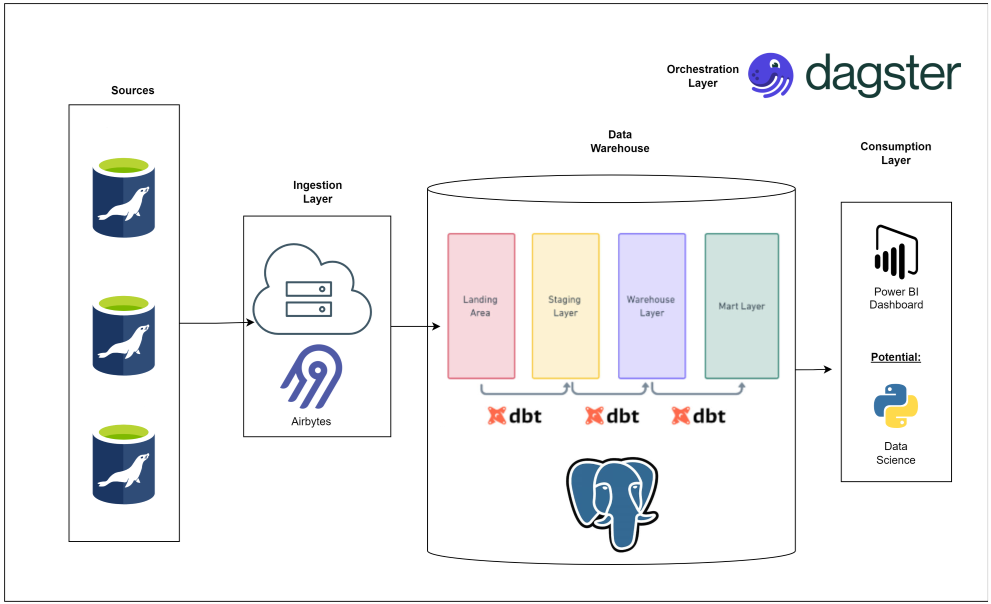 Orchestration
Layer
dagster
Sources
Ingestion
Layer
Airbytes
Data
Warehouse
Landing
Area
Staging
Layer
Warehouse
Layer
Mart Layer
dbt
dbt
dbt
Consumption
Layer
Power BI
Dashboard
Potential:
Data
Science